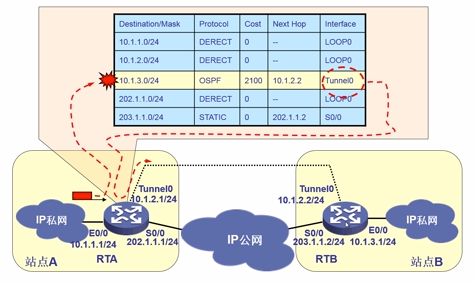 Destination/Mask Protocol Cost Next Hop Interface
10.1.1.0/24 DERECT 0 -- LOOP0
10.1.2.0/24 DERECT 0 -- LOOP0
10.1.3.0/24 OSPF 2100 10.1.2.2 Tunnel0
202.1.1.0/24 DERECT 0 -- LOOP0
203.1.1.0/24 STATIC 0 202.1.1.2 S0/0
Tunnel0
10.1.2.1/24
Tunnel0
10.1.2.2/24
IP私网
E0/0
10.1.1.1/24
S0/0
202.1.1.1/24
IP公网
S0/0
203.1.1.2/24
E0/0
10.1.3.1/24
IP私网
站点A
RTA
RTB
站点B